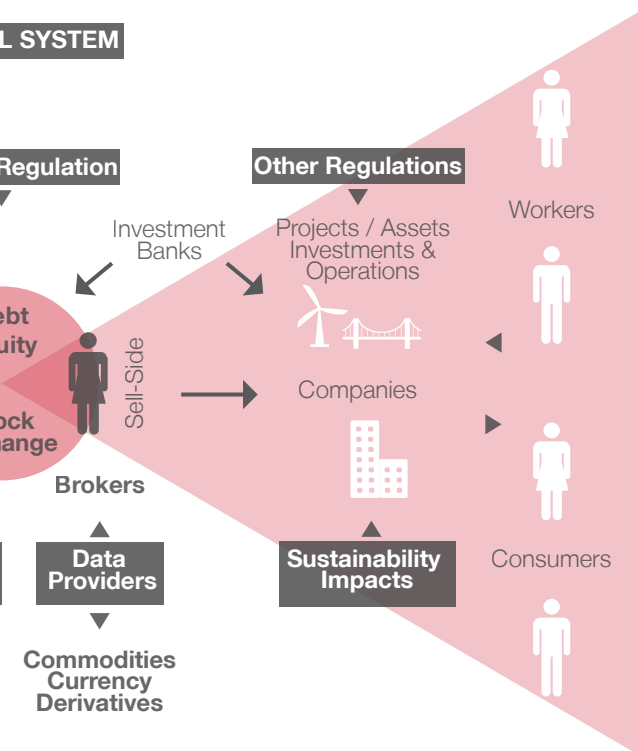 L SYSTEM
Regulation
Other Regulations
Investment
Banks
Projects / Assets
Investments &
Operations
Workers
ebt
uity
ock
hange
Sell-Side
Companies
Brokers
Data
Providers
Sustainability
Impacts
Consumers
Commodities
Currency
Derivatives